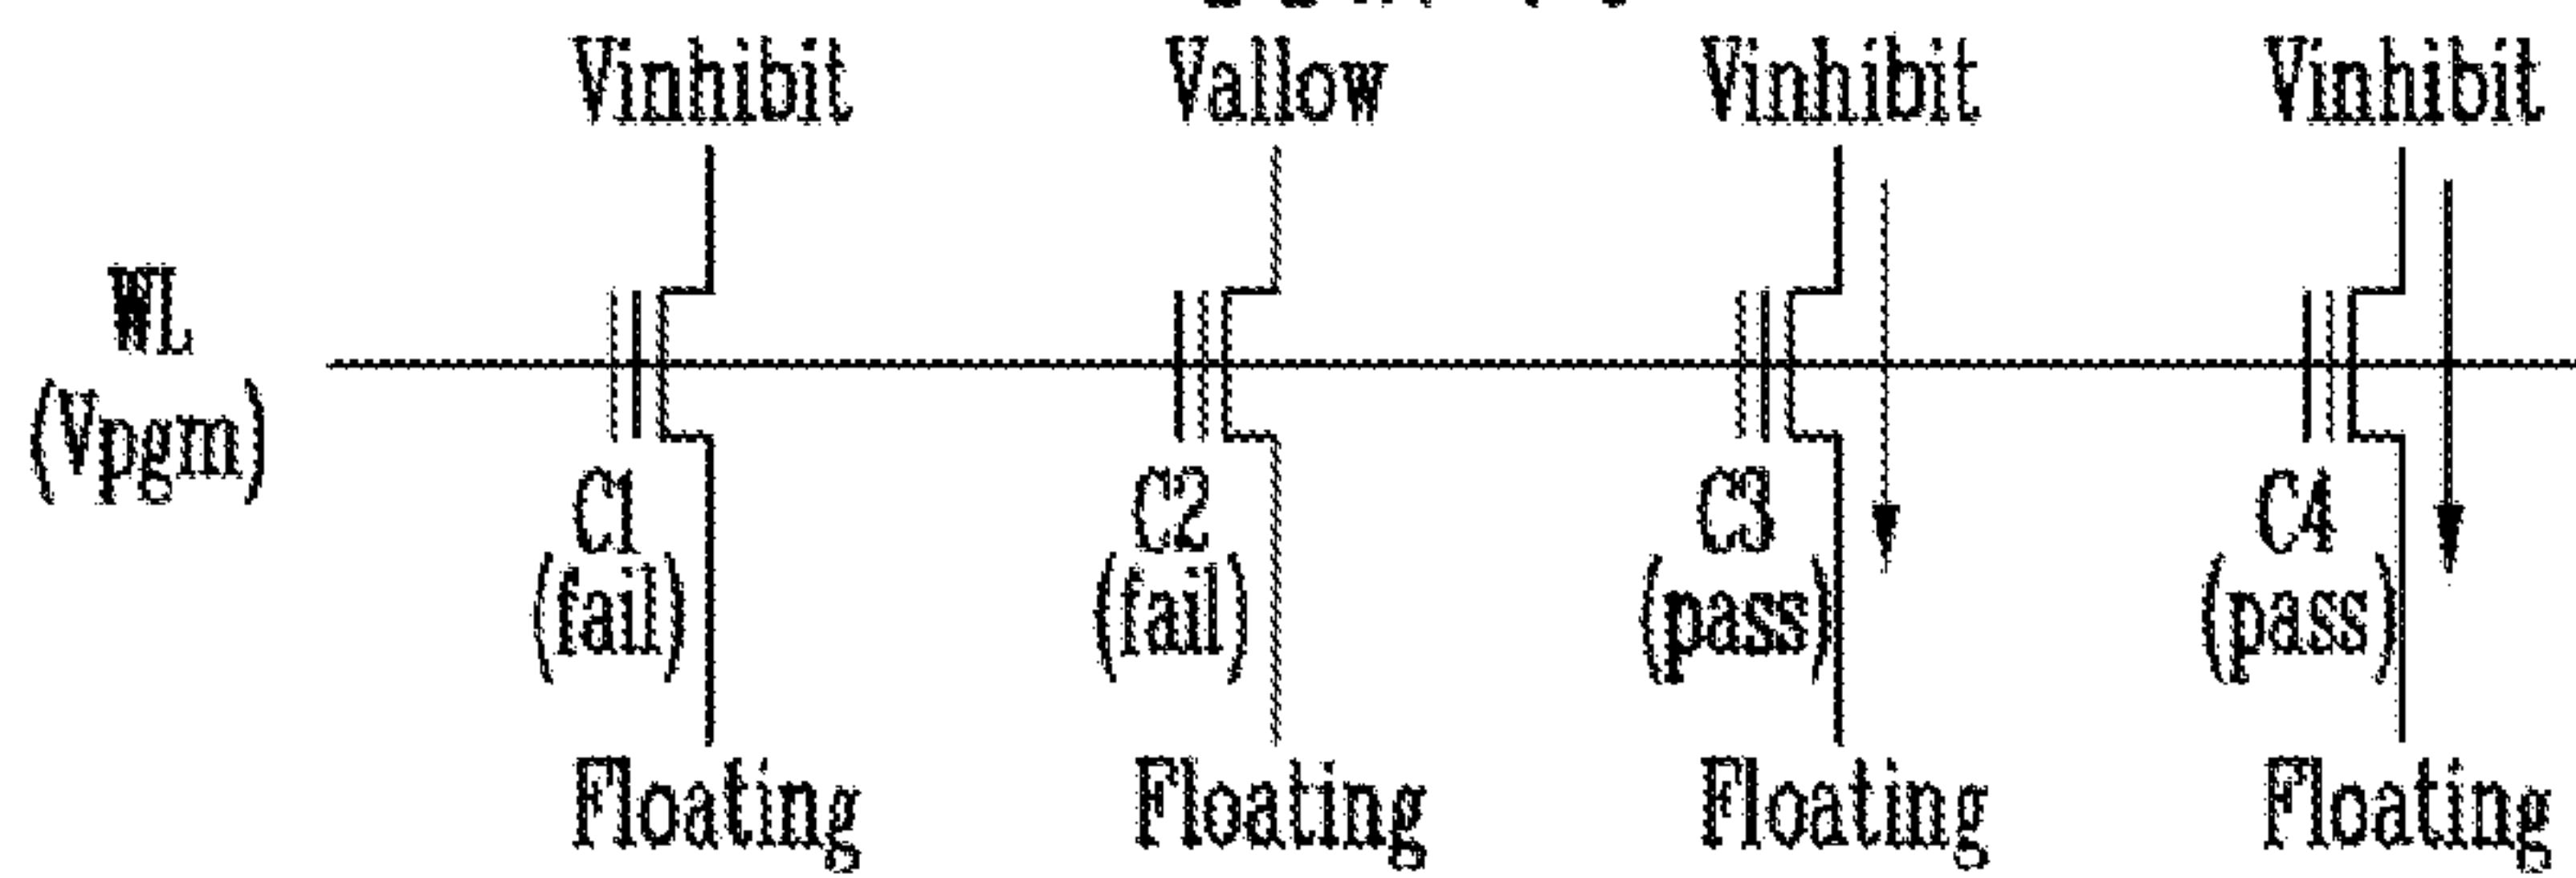 Vinhibit Vallow Vinhibit Vinhibit
WL
(Vpgm)
C1 C2 C3 C4
(fail) (fail) (pass) (pass)
Floating Floating Floating Floating